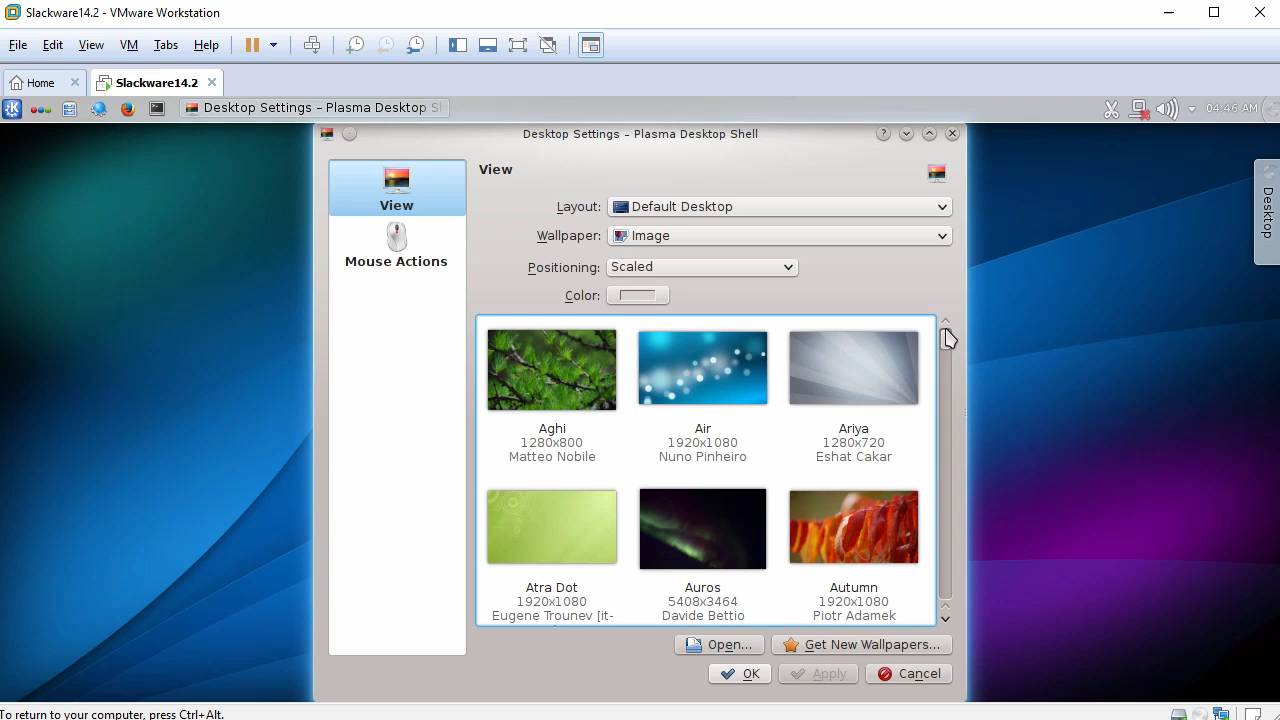 Slackware14.2 - VMware Workstation
File Edit View VM Tabs Help
Home Slackware14.2
Desktop Settings – Plasma Desktop S
04:46 AM
Desktop Settings – Plasma Desktop Shell
View
Layout: Default Desktop
View
Wallpaper: Image
Desktop
Mouse Actions
Positioning: Scaled
Color:
Aghi Air Ariya
1280x800 1920x1080 1280x720
Matteo Nobile Nuno Pinheiro Eshat Cakar
Atra Dot Auros Autumn
1920x1080 5408x3464 1920x1080
Eugene Trounev [it- Davide Bettio Piotr Adamek
Open... Get New Wallpapers...
OK Apply Cancel
To return to your computer, press Ctrl+Alt.